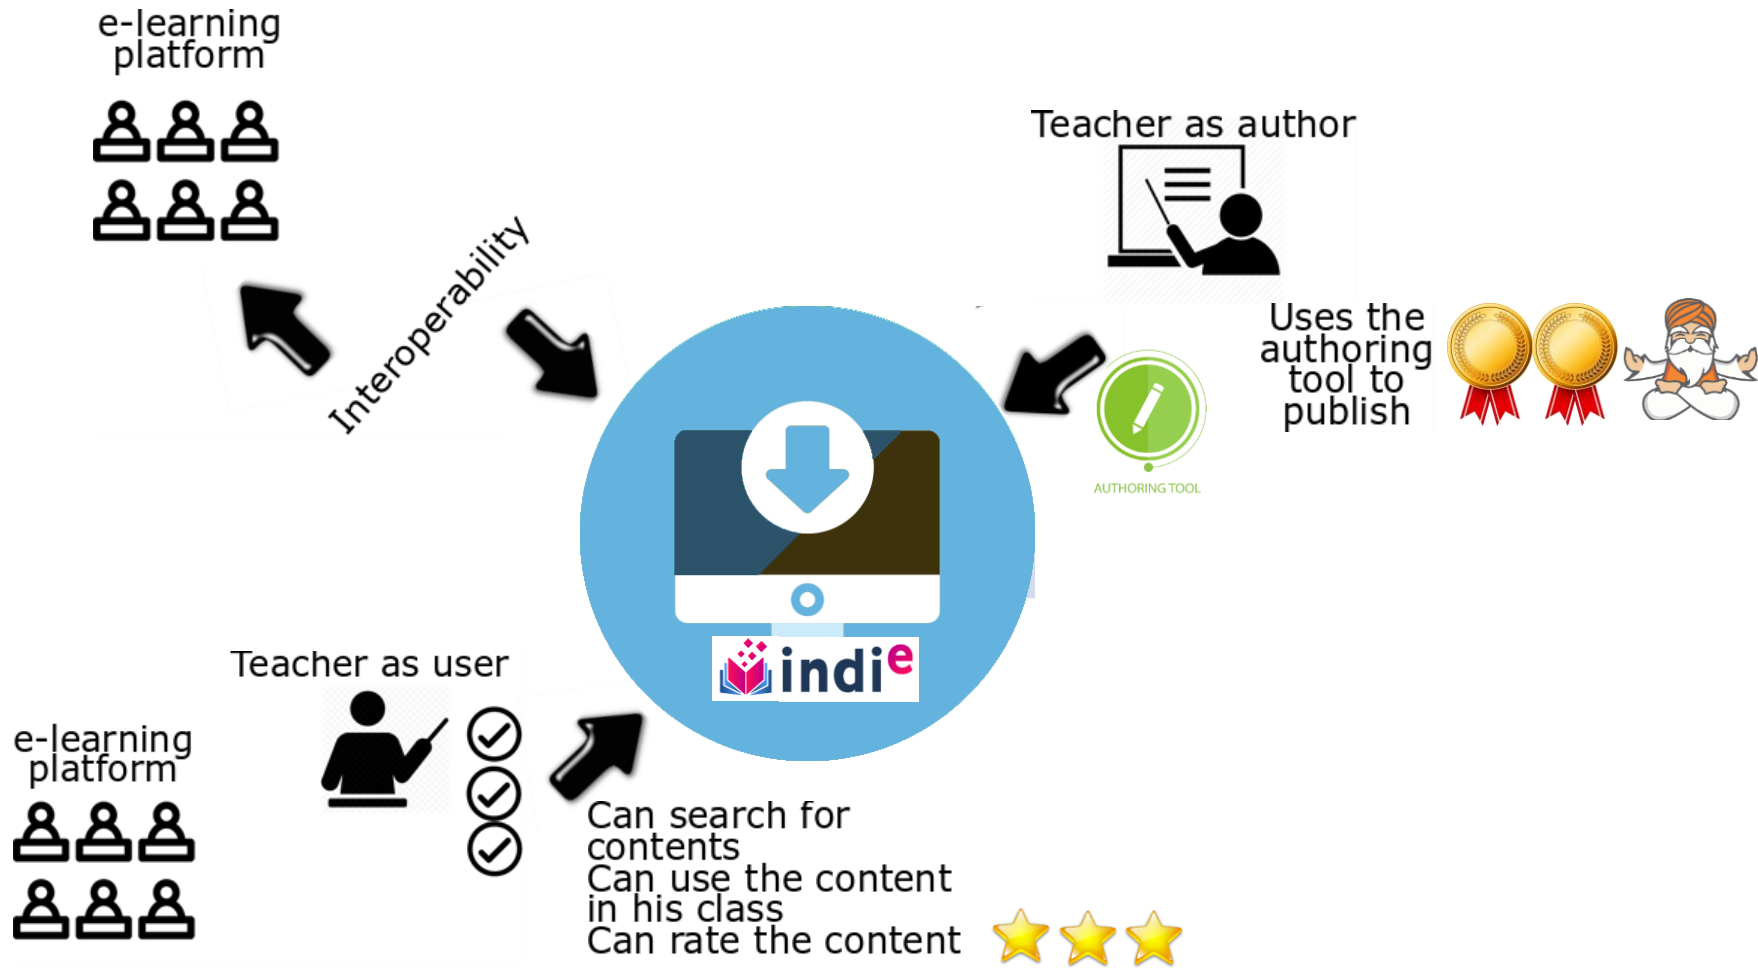 e-learning
platform
Interoperability
Teacher as author
Uses the
authoring
tool to
publish
AUTHORING TOOL
indie
Teacher as user
e-learning
platform
Can search for
contents
Can use the content
in his class
Can rate the content